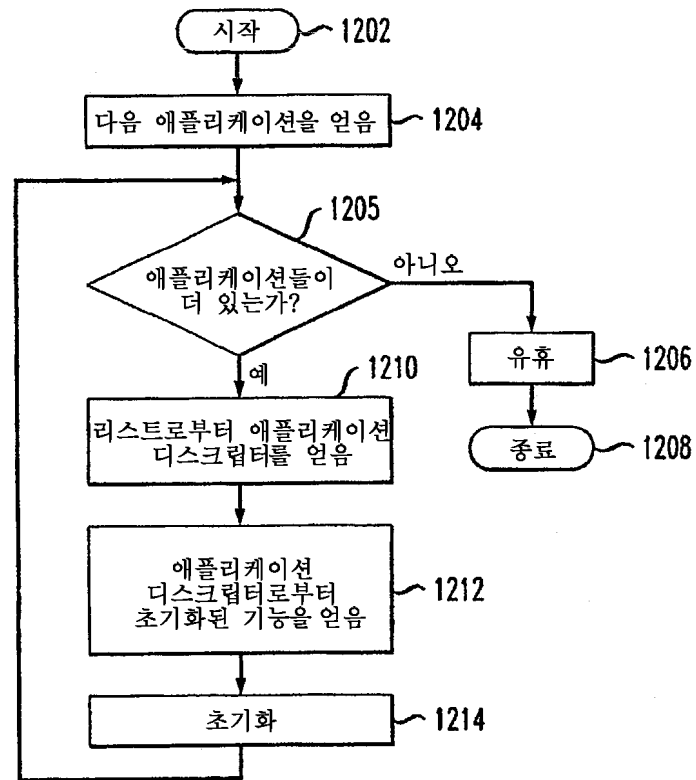 시작
1202
다음 애플리케이션을 얻음
1204
1205
애플리케이션들이
더 있는가?
아니오
예
유휴
1206
종료
1208
1210
리스트로부터 애플리케이션
디스크립터를 얻음
애플리케이션
디스크립터로부터
초기화된 기능을 얻음
1212
초기화
1214